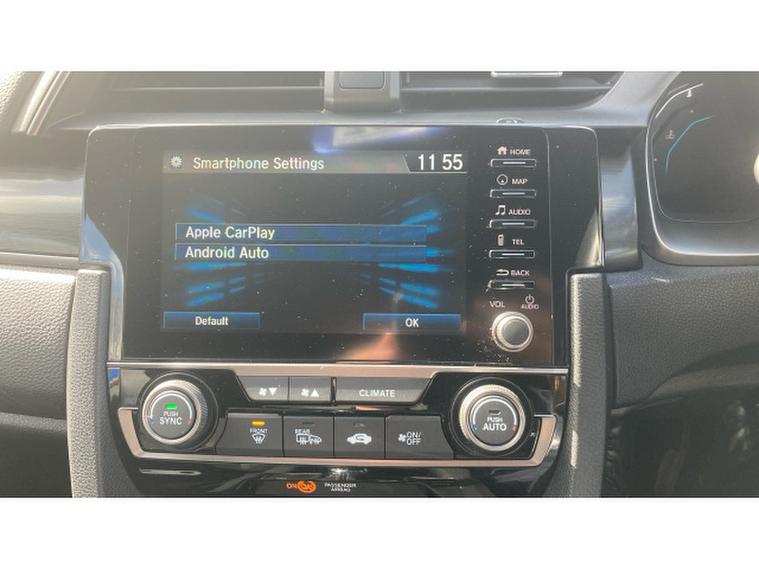 Smartphone Settings 11 55
HOME
MAP
AUDIO
TEL
BACK
Apple CarPlay
Android Auto
Default OK
VOL AUDIO
CLIMATE
PUSH
SYNC
FRONT
REAR
ON/
OFF
PUSH
AUTO
ON
PASSENGER
AIRBAG